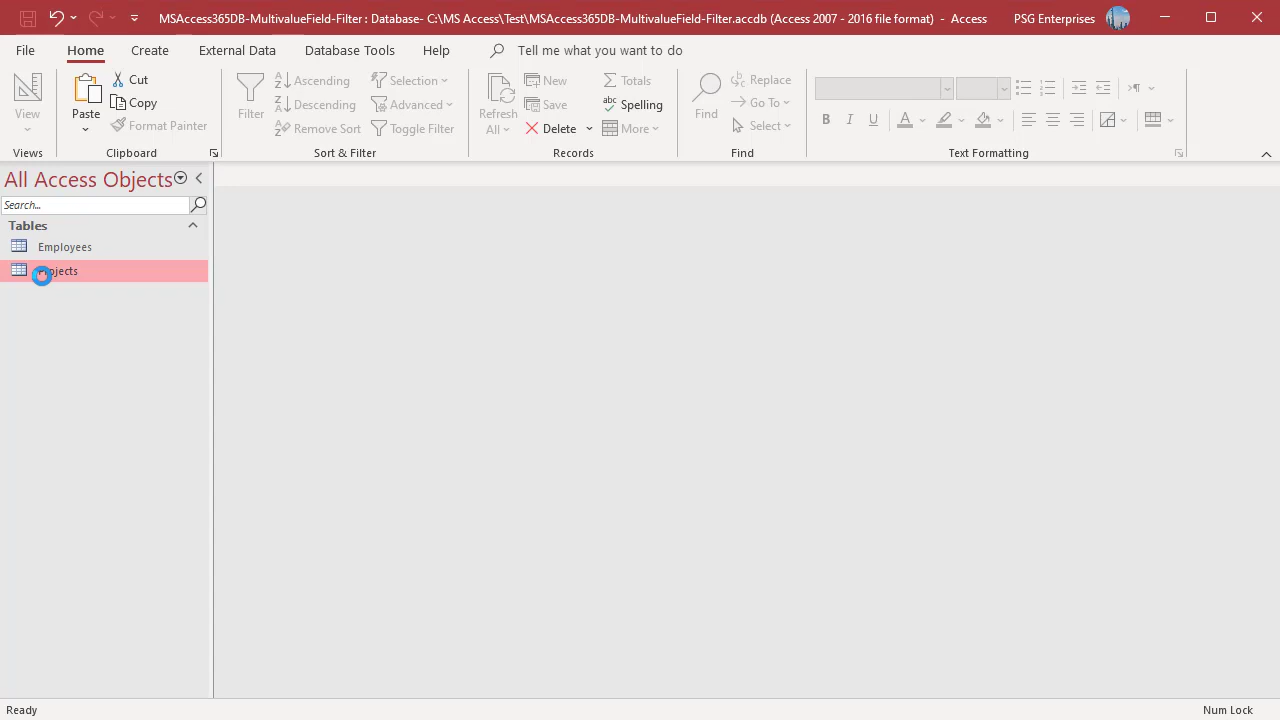 MSAccess365DB-MultivalueField-Filter : Database- C:\MS Access\Test\MSAccess365DB-MultivalueField-Filter.accdb (Access 2007 - 2016 file format) - Access
PSG Enterprises
File
Home
Create
External Data
Database Tools
Help
Tell me what you want to do
View
Views
Paste
Cut
Copy
Format Painter
Clipboard
Filter
Ascending
Descending
Remove Sort
Selection
Advanced
Toggle Filter
Sort & Filter
Refresh
All
New
Save
Delete
Totals
Spelling
More
Records
Find
Replace
Go To
Select
Find
Text Formatting
All Access Objects
Search...
Tables
Employees
Projects
Ready
Num Lock